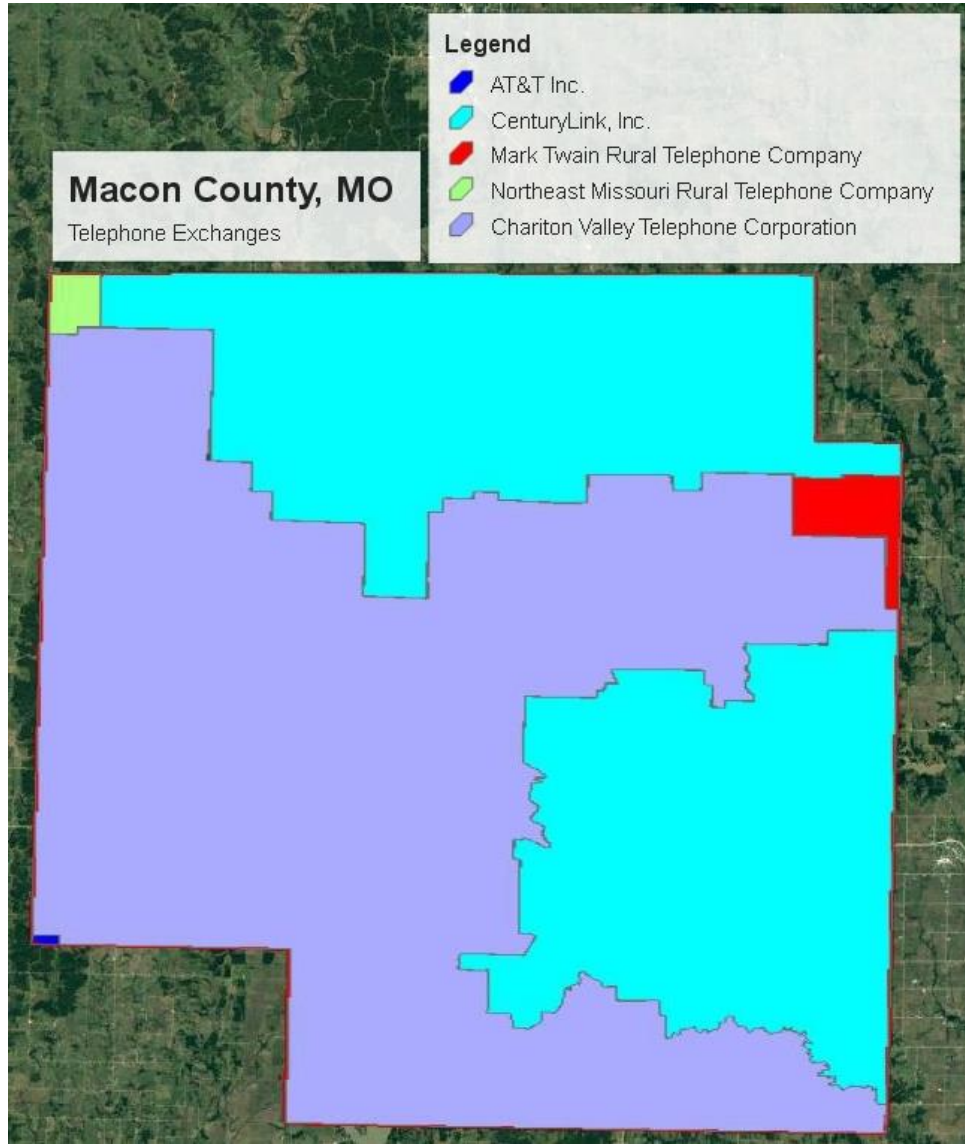 Legend
AT&T Inc.
CenturyLink, Inc.
Mark Twain Rural Telephone Company
Northeast Missouri Rural Telephone Company
Chariton Valley Telephone Corporation
Macon County, MO
Telephone Exchanges